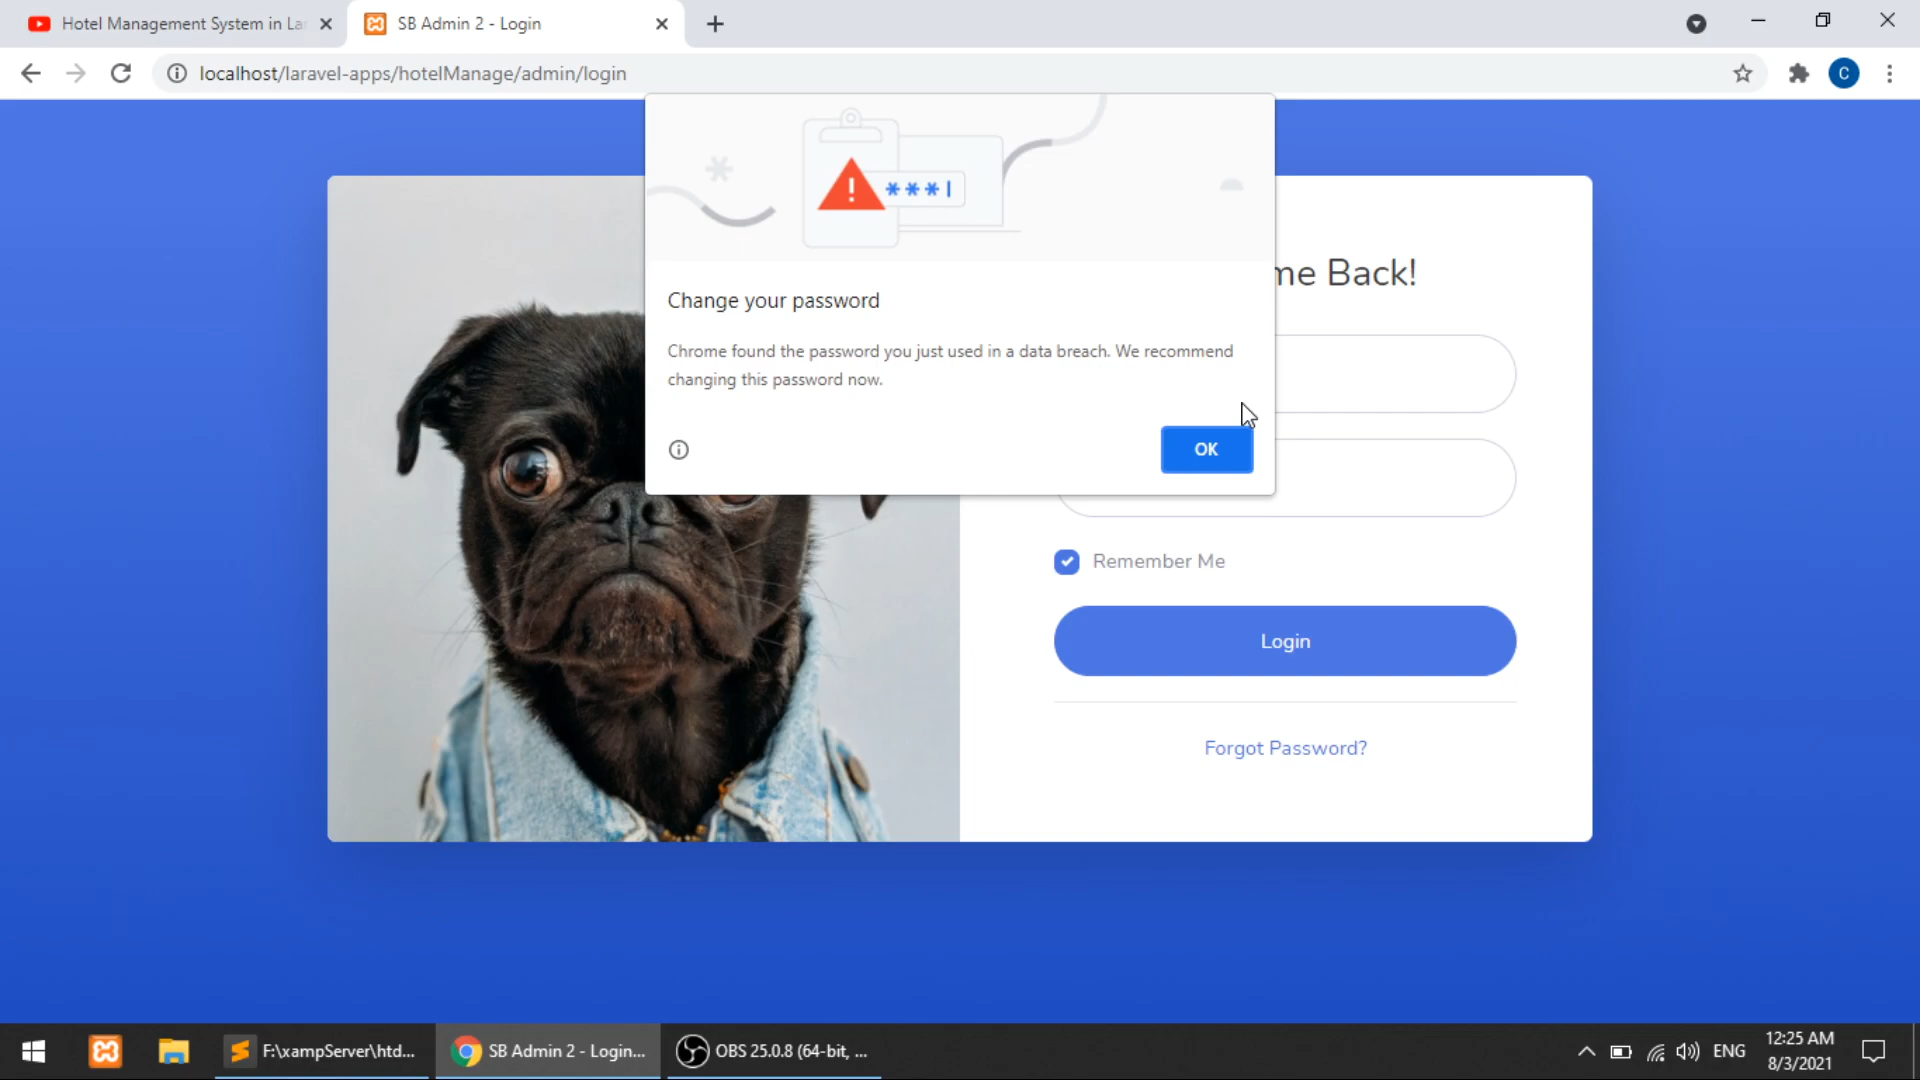 Hotel Management System in La
SB Admin 2 - Login
localhost/laravel-apps/hotelManage/admin/login
C
***
Change your password
Chrome found the password you just used in a data breach. We recommend
changing this password now.
OK
me Back!
Remember Me
Login
Forgot Password?
F:\xampServer\htd...
SB Admin 2 - Login...
OBS 25.0.8 (64-bit, ...
ENG
12:25 AM
8/3/2021